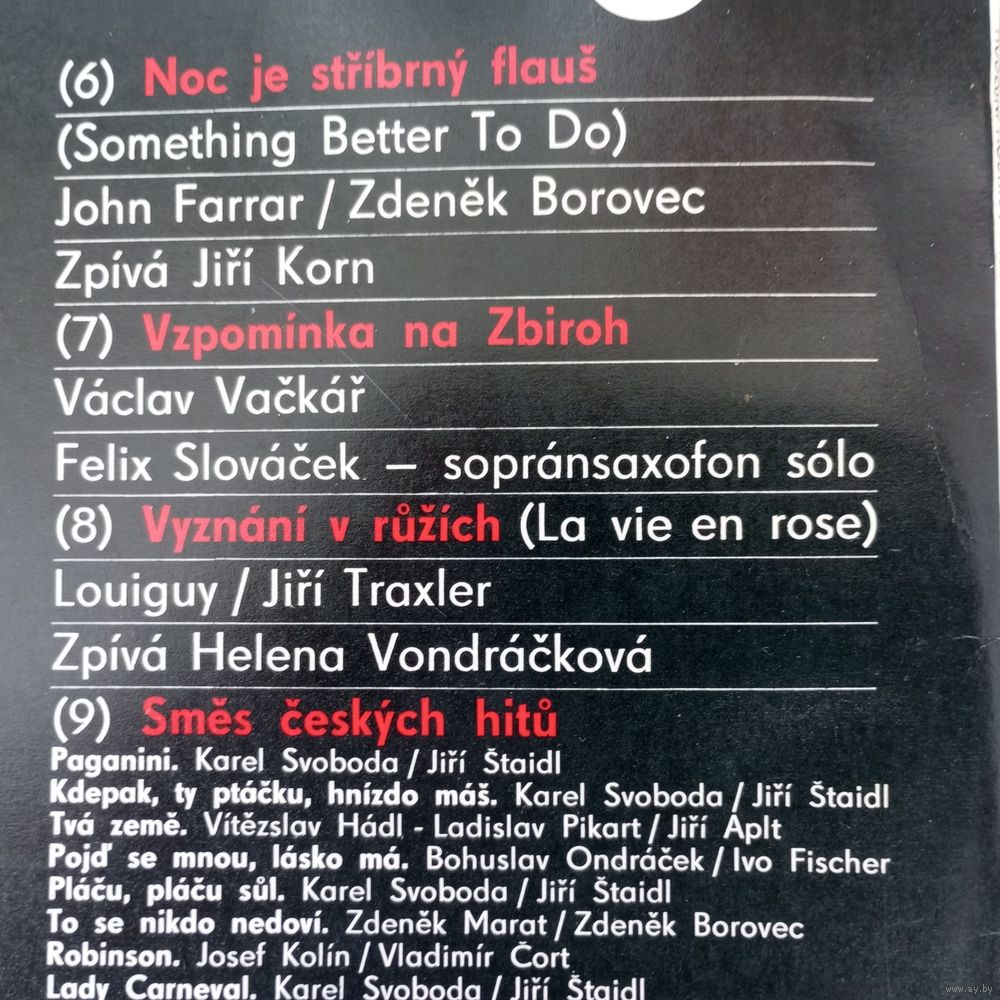 (6) Noc je stříbrný flauš
(Something Better To Do)
John Farrar / Zdeněk Borovec
Zpívá Jiří Korn
(7) Vzpomínka na Zbiroh
Václav Vačkář
Felix Slováček – sopránsaxofon sólo
(8) Vyznání v růžích (La vie en rose)
Louiguy / Jiří Traxler
Zpívá Helena Vondráčková
(9) Směs českých hitů
Paganini. Karel Svoboda / Jiří Štaidl
Kdepak, ty ptáčku, hnízdo máš. Karel Svoboda / Jiří Štaidl
Tvá země. Vítězslav Hádl - Ladislav Pikart / Jiří Aplt
Pojď se mnou, lásko má. Bohuslav Ondráček / Ivo Fischer
Pláču, pláču sůl. Karel Svoboda / Jiří Štaidl
To se nikdo nedoví. Zdeněk Marat / Zdeněk Borovec
Robinson. Josef Kolín / Vladimír Čort
Lady Carneval. Karel Svoboda / Jiří Štaidl
www.ay.by